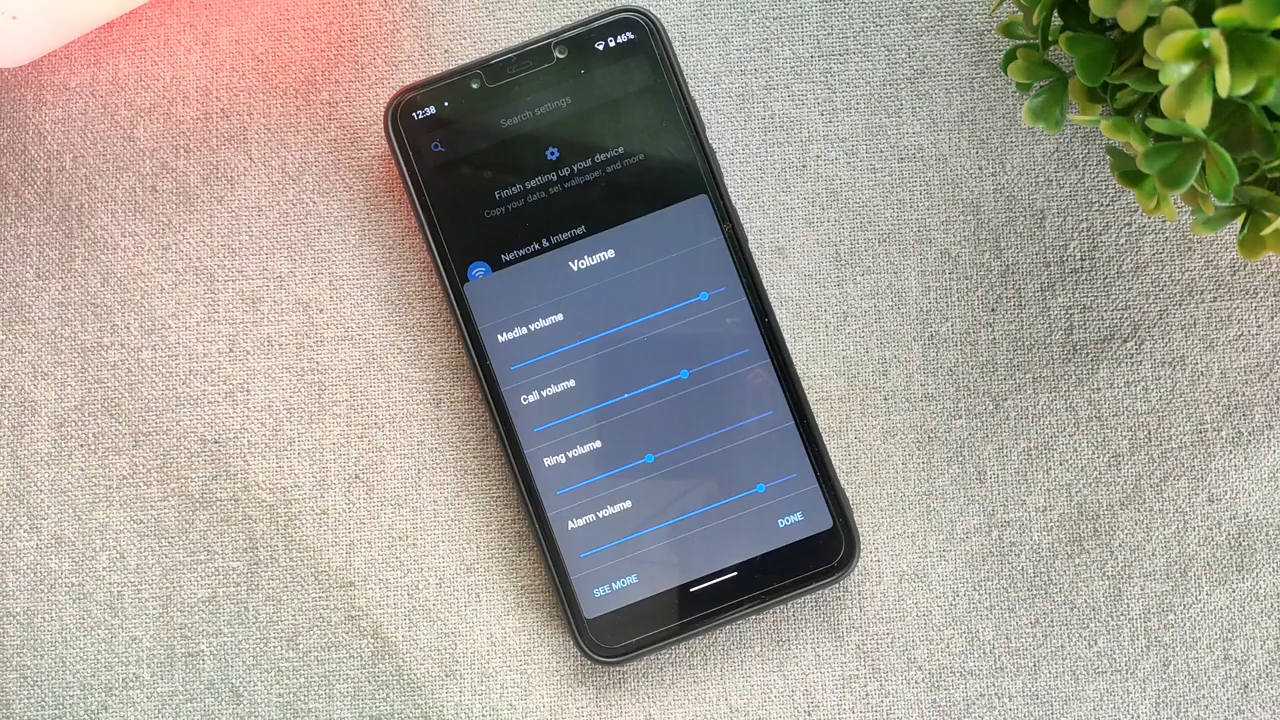 12:38
46%
Search settings
Finish setting up your device
Copy your data, set wallpaper, and more
Network & Internet
Volume
Media volume
Call volume
Ring volume
Alarm volume
SEE MORE
DONE